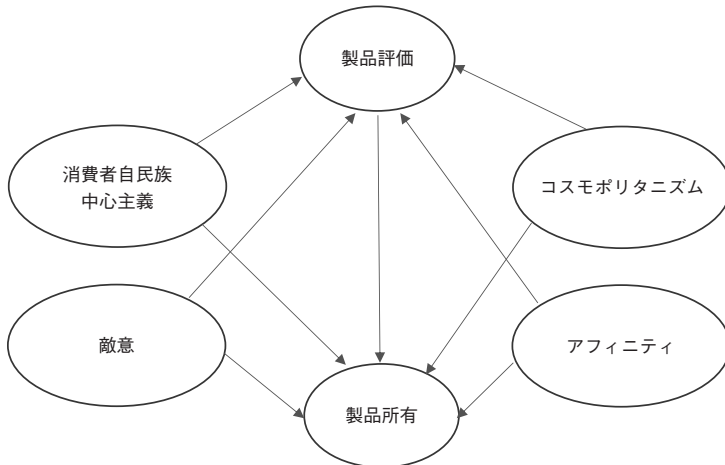 製品評価
消費者自民族
中心主義
コスモポリタニズム
敵意
アフィニティ
製品所有